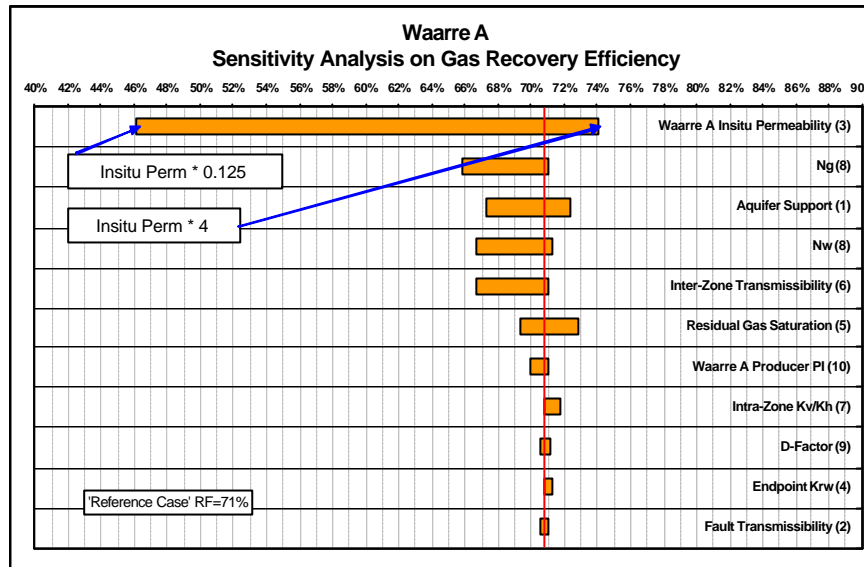 Waarre A
Sensitivity Analysis on Gas Recovery Efficiency
40% 42% 44% 46% 48% 50% 52% 54% 56% 58% 60% 62% 64% 66% 68% 70% 72% 74% 76% 78% 80% 82% 84% 86% 88% 90
Waarre A Insitu Permeability (3)
Insitu Perm * 0.125
Ng (8)
Aquifer Support (1)
Insitu Perm * 4
Nw (8)
Inter-Zone Transmissibility (6)
Residual Gas Saturation (5)
Waarre A Producer PI (10)
Intra-Zone Kv/Kh (7)
D-Factor (9)
Endpoint Krw (4)
'Reference Case' RF=71%
Fault Transmissibility (2)